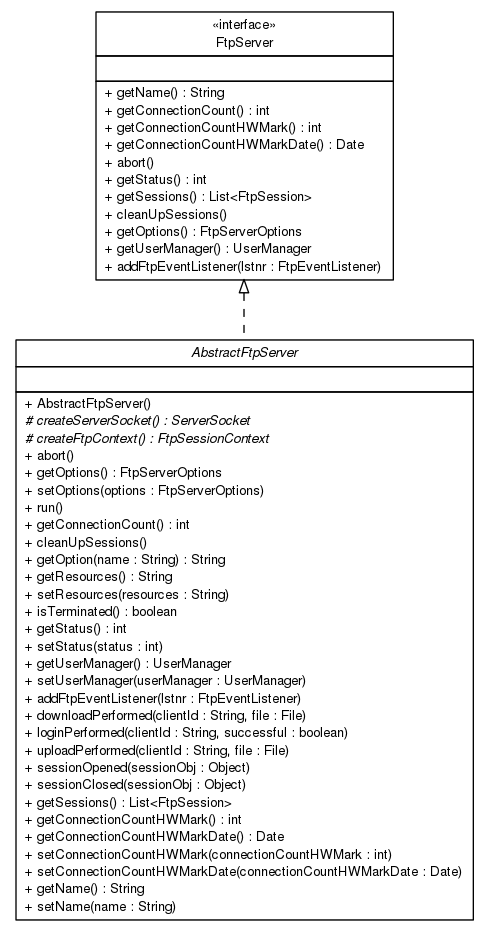 «interface»
FtpServer
+ getName() : String
+ getConnectionCount() : int
+ getConnectionCountHWMark() : int
+ getConnectionCountHWMarkDate() : Date
+ abort()
+ getStatus() : int
+ getSessions() : List<FtpSession>
+ cleanUpSessions()
+ getOptions() : FtpServerOptions
+ getUserManager() : UserManager
+ addFtpEventListener(lstnr : FtpEventListener)
AbstractFtpServer
+ AbstractFtpServer()
# createServerSocket() : ServerSocket
# createFtpContext() : FtpSessionContext
+ abort()
+ getOptions() : FtpServerOptions
+ setOptions(options : FtpServerOptions)
+ run()
+ getConnectionCount() : int
+ cleanUpSessions()
+ getOption(name : String) : String
+ getResources() : String
+ setResources(resources : String)
+ isTerminated() : boolean
+ getStatus() : int
+ setStatus(status : int)
+ getUserManager() : UserManager
+ setUserManager(userManager : UserManager)
+ addFtpEventListener(lstnr : FtpEventListener)
+ downloadPerformed(clientId : String, file : File)
+ loginPerformed(clientId : String, successful : boolean)
+ uploadPerformed(clientId : String, file : File)
+ sessionOpened(sessionObj : Object)
+ sessionClosed(sessionObj : Object)
+ getSessions() : List<FtpSession>
+ getConnectionCountHWMark() : int
+ getConnectionCountHWMarkDate() : Date
+ setConnectionCountHWMark(connectionCountHWMark : int)
+ setConnectionCountHWMarkDate(connectionCountHWMarkDate : Date)
+ getName() : String
+ setName(name : String)